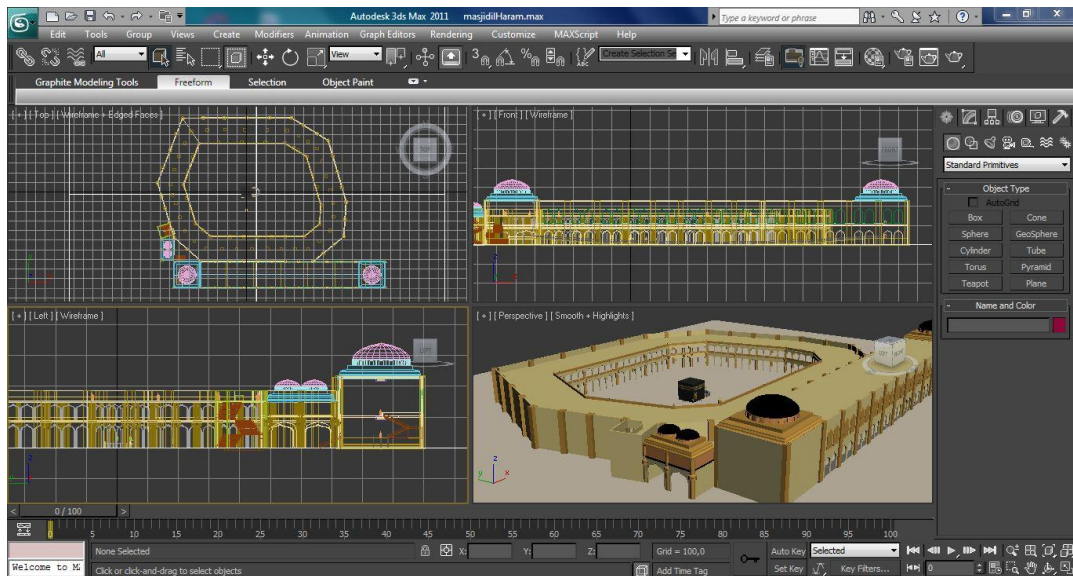 Autodesk 3ds Max 2011 masjidilHaram.max
Type a keyword or phrase
Edit Tools Group Views Create Modifiers Animation Graph Editors Rendering Customize MAXScript Help
All
View
Create Selection Se
Graphite Modeling Tools Freeform Selection Object Paint
[ + ] [ Top ] [ Wireframe + Edged Faces ]
TOP
[ + ] [ Front ] [ Wireframe ]
FRONT
Standard Primitives
- Object Type
AutoGrid
Box Cone
Sphere GeoSphere
Cylinder Tube
Torus Pyramid
Teapot Plane
- Name and Color
[ + ] [ Left ] [ Wireframe ]
LEFT
[ + ] [ Perspective ] [ Smooth + Highlights ]
z
y x
< 0 / 100 >
0 5 10 15 20 25 30 35 40 45 50 55 60 65 70 75 80 85 90 95 100
None Selected X: Y: Z: Grid = 100,0 Auto Key Selected
Welcome to M Click or click-and-drag to select objects Add Time Tag Set Key Key Filters... 0